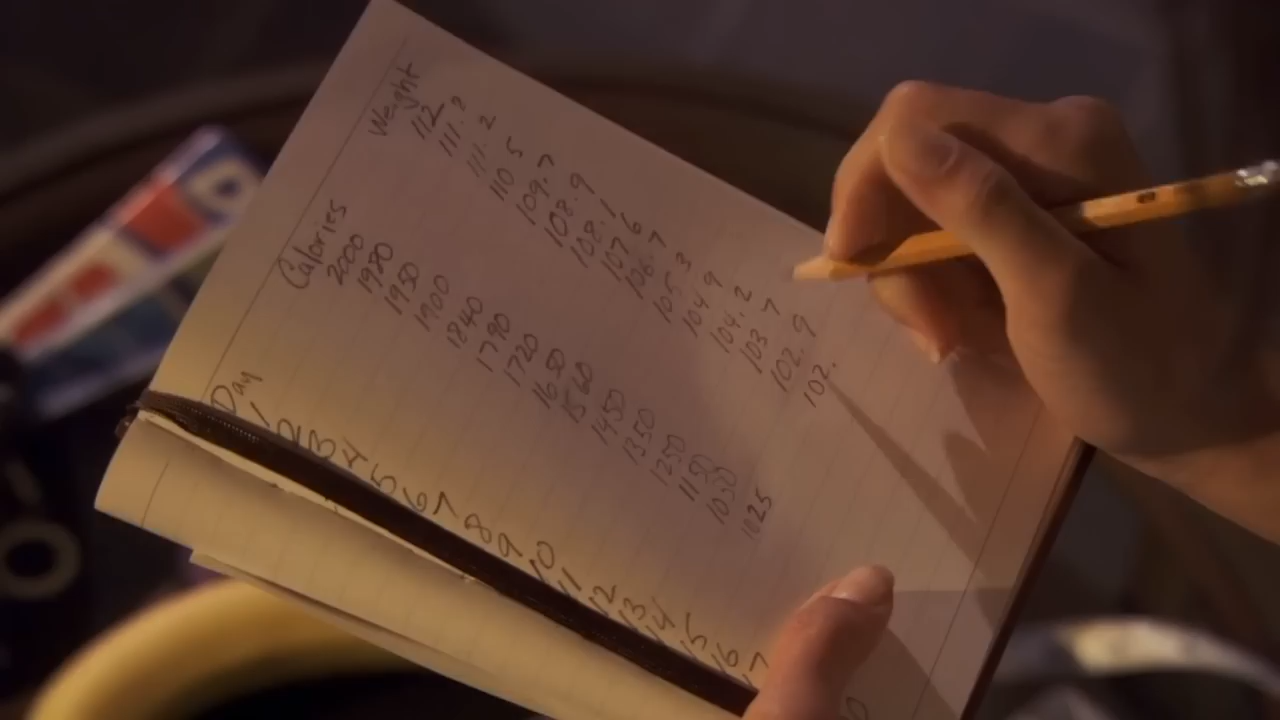 Day Calories Weight
1 2000 112
2 1980
3 1950 111.2
4 1900 110 5
5 1840 109.7
6 1790 108.9
7 1720 108.1
8 1650 107 6
9 1560 106.7
10 1450 105 3
11 1350 104 9
12 1250 104.2
13 1150 103 7
14 1050 102.9
15 1025 102.
16
17